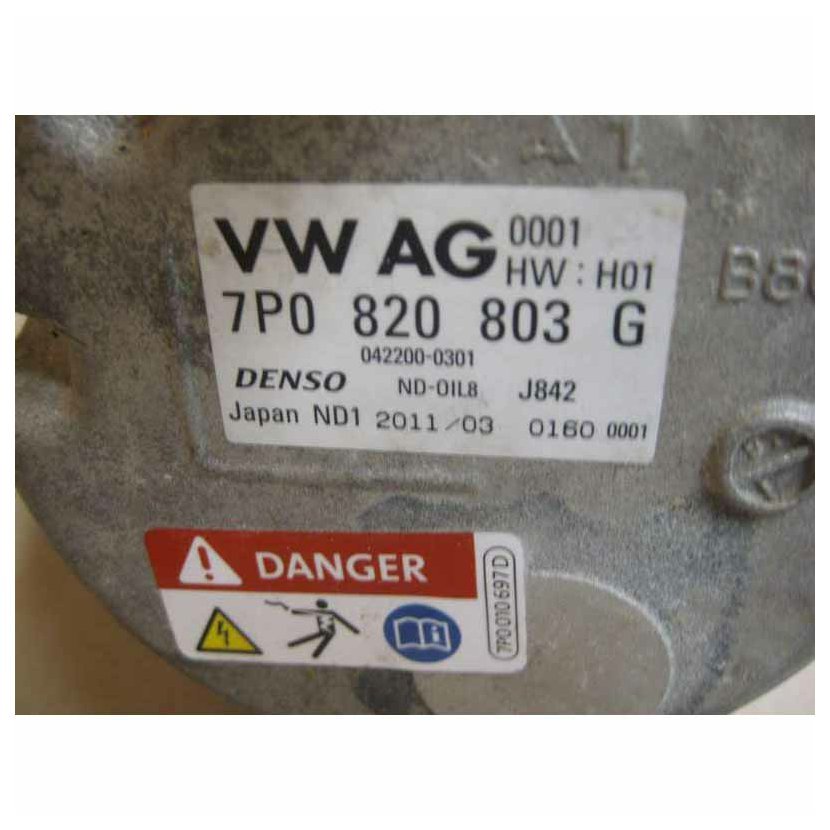 VW AG 0001
HW : H01
7P0 820 803 G
042200-0301
DENSO ND-OIL8 J842
Japan ND1 2011/03 0160 0001
DANGER
7P0 010 697 D